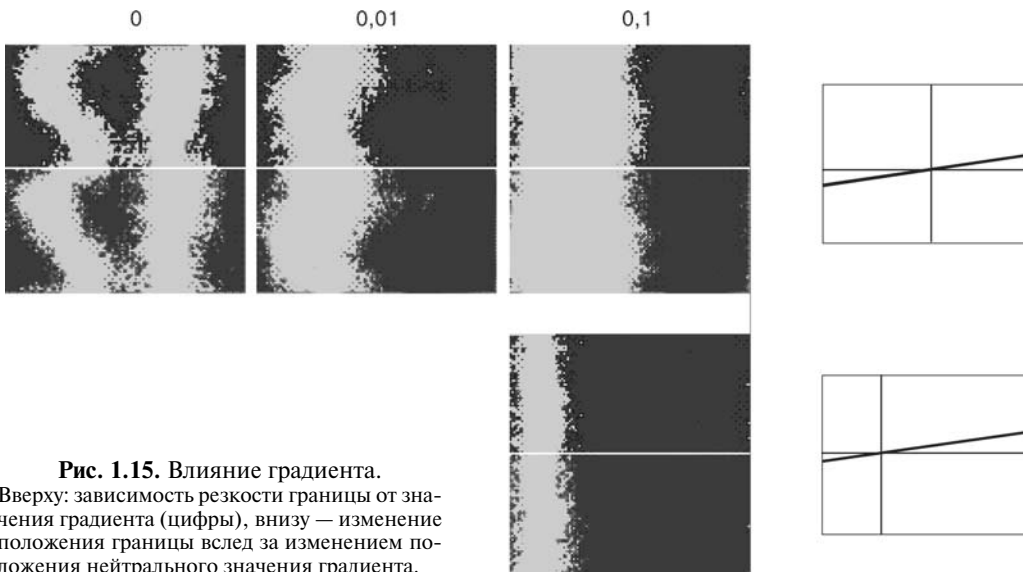 0 0,01 0,1
Рис. 1.15. Влияние градиента.
Вверху: зависимость резкости границы от зна-
чения градиента (цифры), внизу — изменение
положения границы вслед за изменением по-
ложения нейтрального значения градиента.